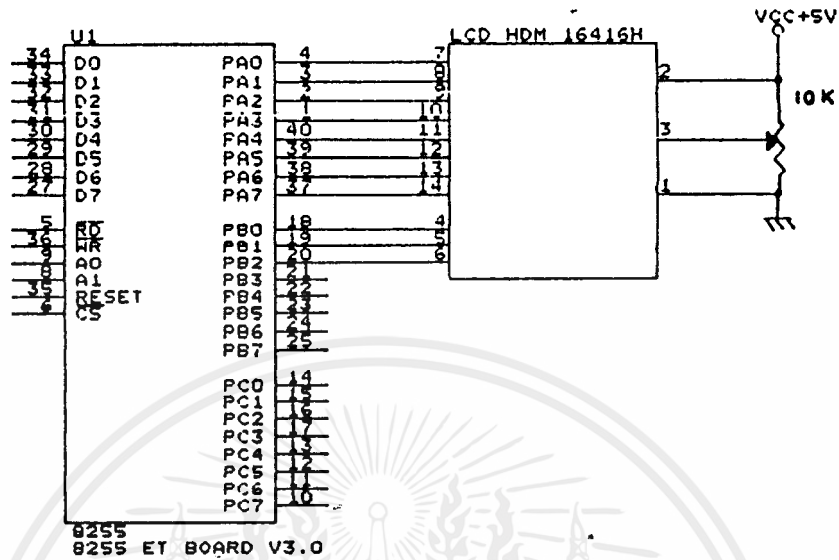 VCC+5V
U1
LCD HDM 16416H
34 D0 PA0 4 7 2
33 D1 PA1 3 8
32 D2 PA2 2 9 10K
31 D3 PA3 1 10
30 D4 PA4 40 11 3
29 D5 PA5 39 12
28 D6 PA6 38 13
27 D7 PA7 37 14 1
5 RD PB0 18 4
36 WR PB1 19 5
9 A0 PB2 20 6
8 A1 PB3 21
35 RESET PB4 22
6 CS PB5 23
PB6 24
PB7 25
PC0 14
PC1 15
PC2 16
PC3 17
PC4 13
PC5 12
PC6 11
PC7 10
8255
8255 ET BOARD V3.0